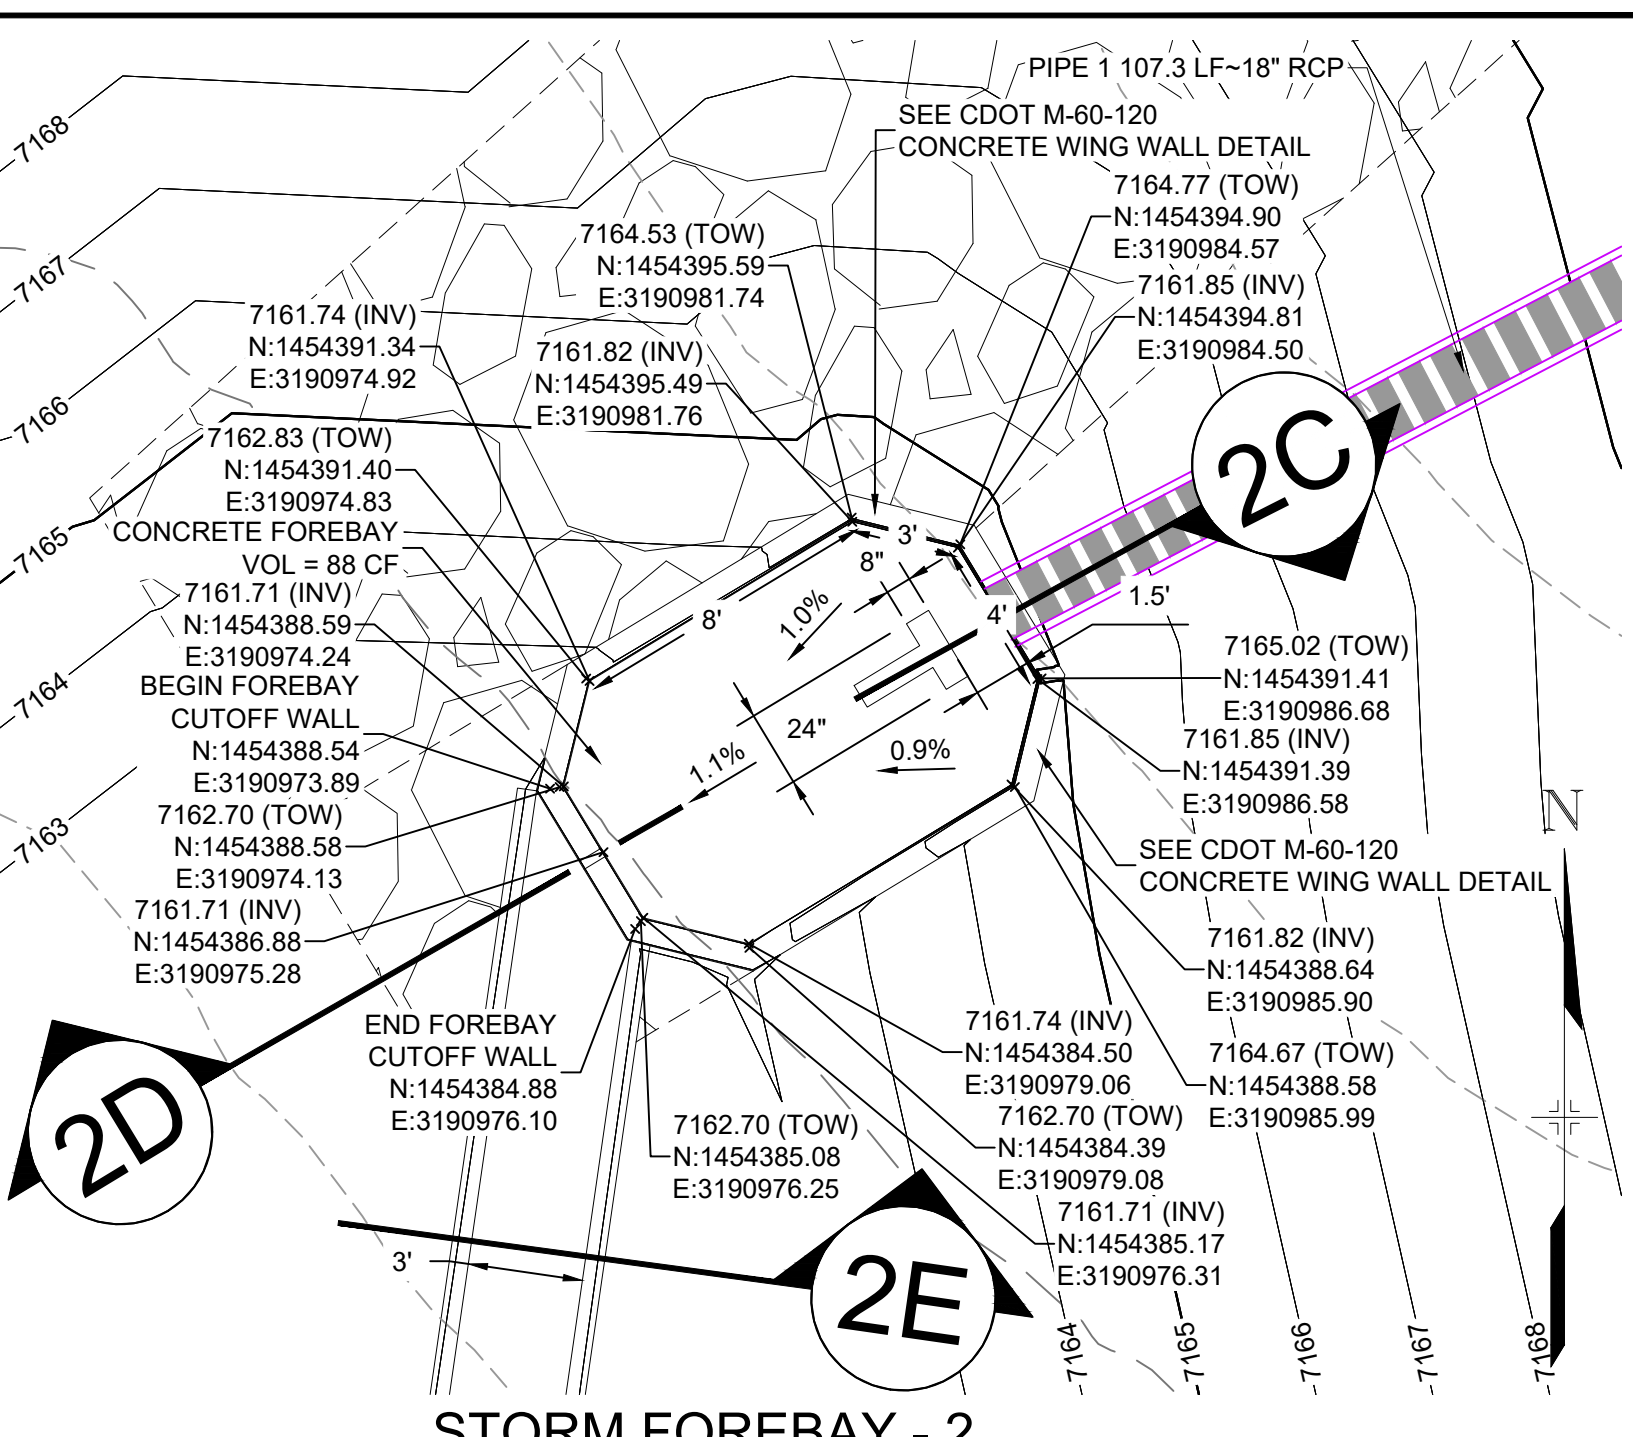 PIPE 1 107.3 LF~18" RCP
SEE CDOT M-60-120
CONCRETE WING WALL DETAIL
7168
7164.77 (TOW)
N:1454394.90
E:3190984.57
7164.53 (TOW)
N:1454395.59
E:3190981.74
7167
7161.85 (INV)
N:1454394.81
E:3190984.50
7161.74 (INV)
N:1454391.34
E:3190974.92
7161.82 (INV)
N:1454395.49
E:3190981.76
7166
7162.83 (TOW)
N:1454391.40
E:3190974.83
2C
CONCRETE FOREBAY
VOL = 88 CF
7165
3'
8"
7161.71 (INV)
N:1454388.59
E:3190974.24
8'
1.0%
4'
1.5'
7165.02 (TOW)
N:1454391.41
E:3190986.68
BEGIN FOREBAY
CUTOFF WALL
N:1454388.54
E:3190973.89
7164
24"
1.1%
0.9%
7161.85 (INV)
N:1454391.39
E:3190986.58
N
7162.70 (TOW)
N:1454388.58
E:3190974.13
7163
SEE CDOT M-60-120
CONCRETE WING WALL DETAIL
7161.71 (INV)
N:1454386.88
E:3190975.28
7161.82 (INV)
N:1454388.64
E:3190985.90
END FOREBAY
CUTOFF WALL
N:1454384.88
E:3190976.10
7161.74 (INV)
N:1454384.50
E:3190979.06
7164.67 (TOW)
N:1454388.58
E:3190985.99
2D
7162.70 (TOW)
N:1454385.08
E:3190976.25
7162.70 (TOW)
N:1454384.39
E:3190979.08
7161.71 (INV)
N:1454385.17
E:3190976.31
3'
2E
7164
7165
7166
7167
7168
STORM FOREBAY - 2